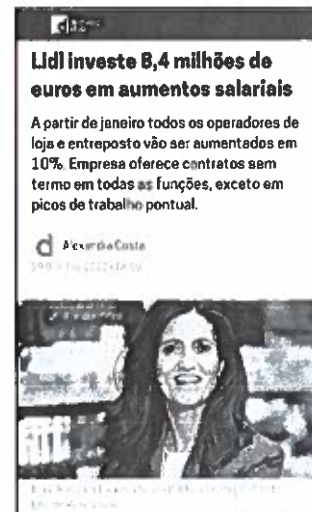 Lidl investe 8,4 milhões de
euros em aumentos salariais
A partir de janeiro todos os operadores de
loja e entreposto vão ser aumentados em
10%. Empresa oferece contratos sem
termo em todas as funções, exceto em
picos de trabalho pontual.
d Alexandra Costa